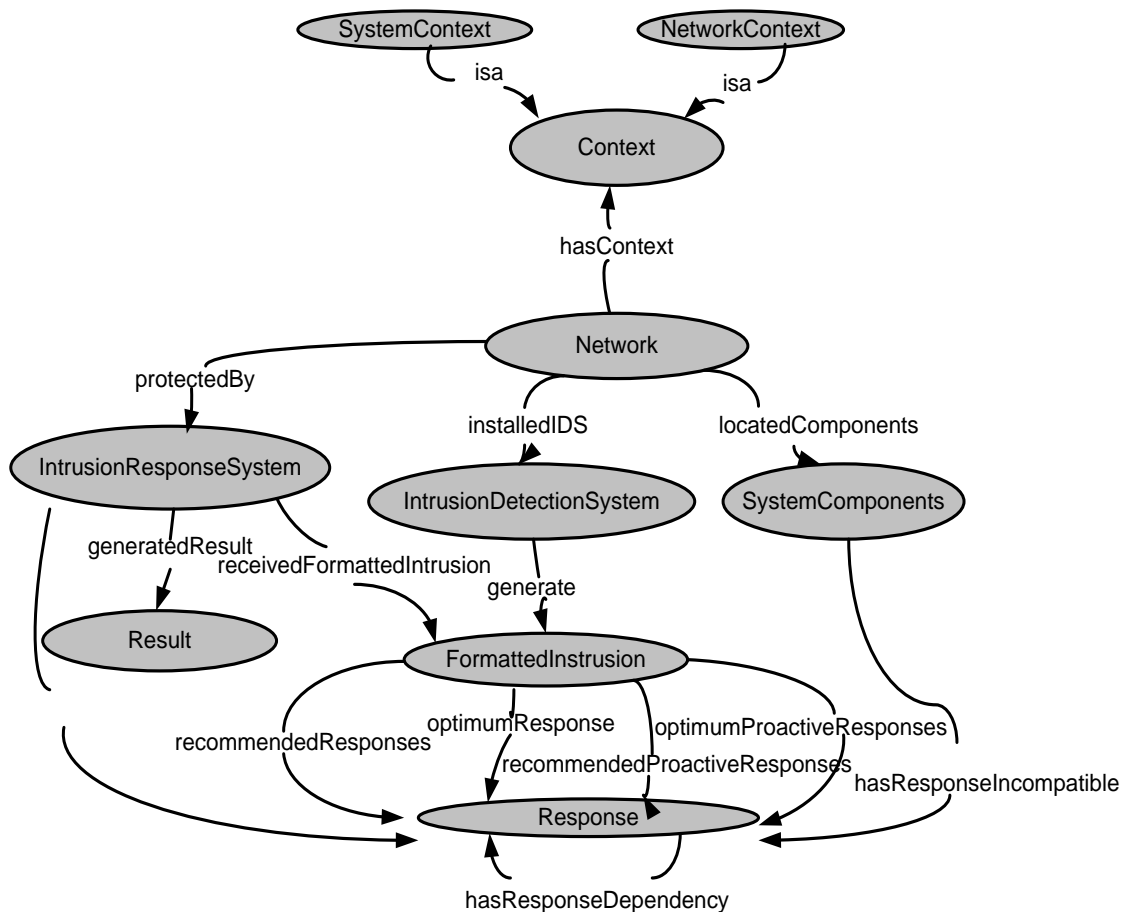 SystemContext
NetworkContext
isa
isa
Context
hasContext
Network
protectedBy
installedIDS
locatedComponents
IntrusionResponseSystem
IntrusionDetectionSystem
SystemComponents
generatedResult
receivedFormattedIntrusion
generate
Result
FormattedInstrusion
optimumResponse
optimumProactiveResponses
recommendedResponses
recommendedProactiveResponses
hasResponseIncompatible
Response
hasResponseDependency